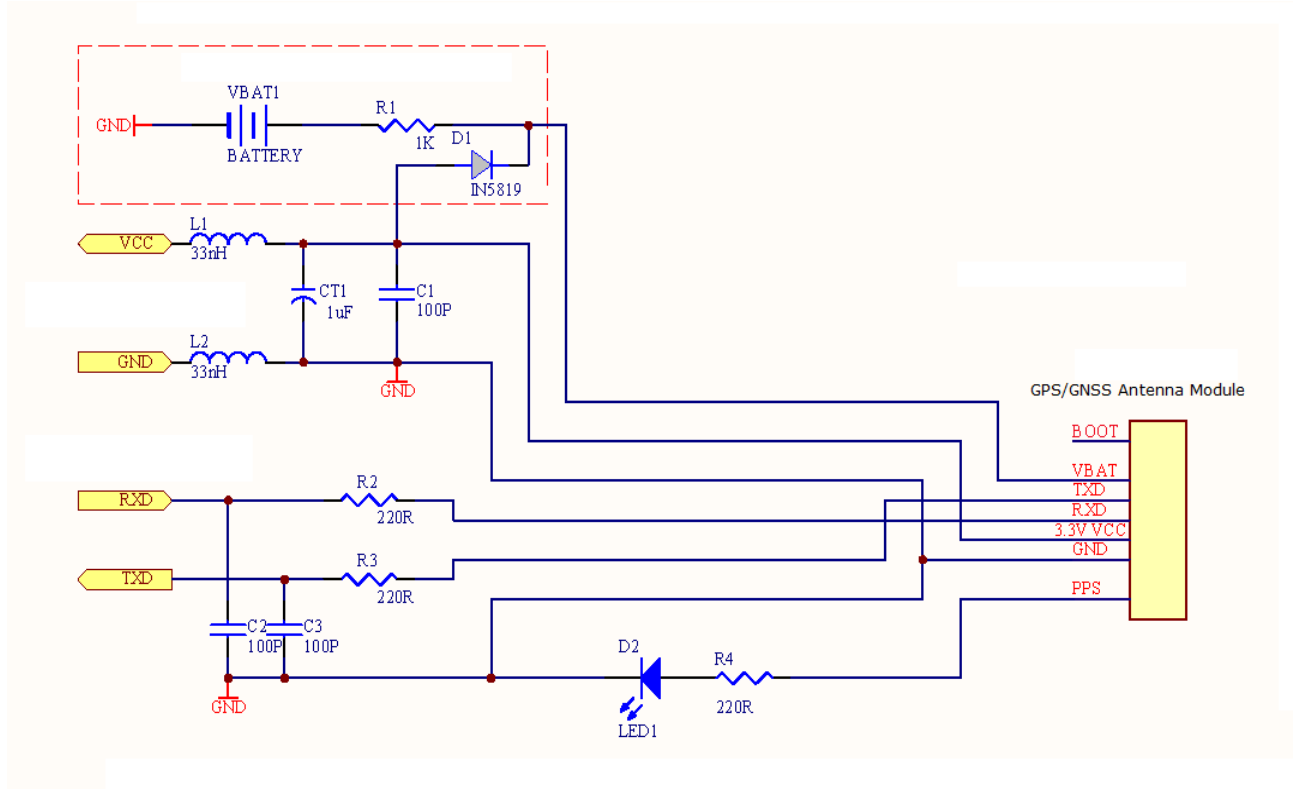 VBAT1
GND
BATTERY
R1
1K
D1
IN5819
VCC
L1
33nH
CT1
1uF
C1
100P
GND
L2
33nH
GND
GPS/GNSS Antenna Module
BOOT
VBAT
TXD
RXD
3.3V VCC
GND
PPS
RXD
R2
220R
TXD
R3
220R
C2
100P
C3
100P
GND
D2
LED1
R4
220R